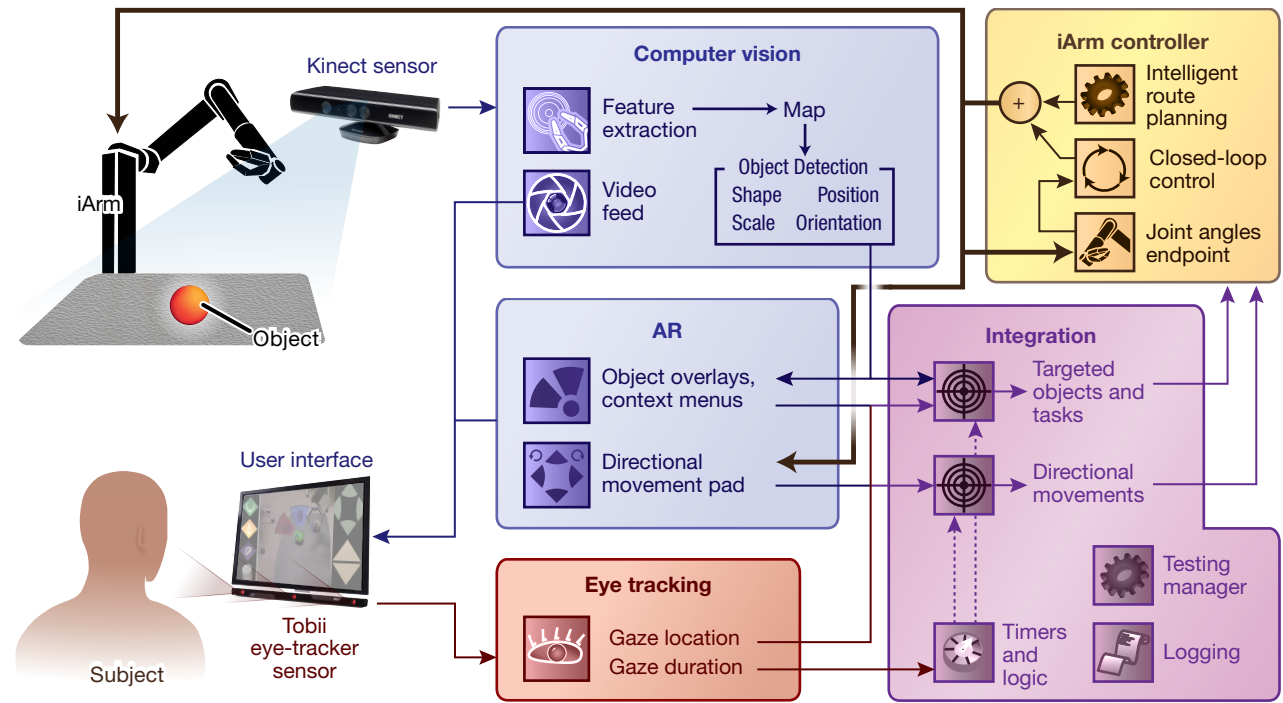 Computer vision
iArm controller
Kinect sensor
KINECT
Feature
extraction
Map
Object Detection
Shape
Position
Scale
Orientation
Video
feed
+
Intelligent
route
planning
Closed-loop
control
Joint angles
endpoint
iArm
Object
AR
Object overlays,
context menus
Directional
movement pad
Integration
Targeted
objects and
tasks
Directional
movements
Testing
manager
Timers
and
logic
Logging
User interface
Tobii
eye-tracker
sensor
Subject
Eye tracking
Gaze location
Gaze duration